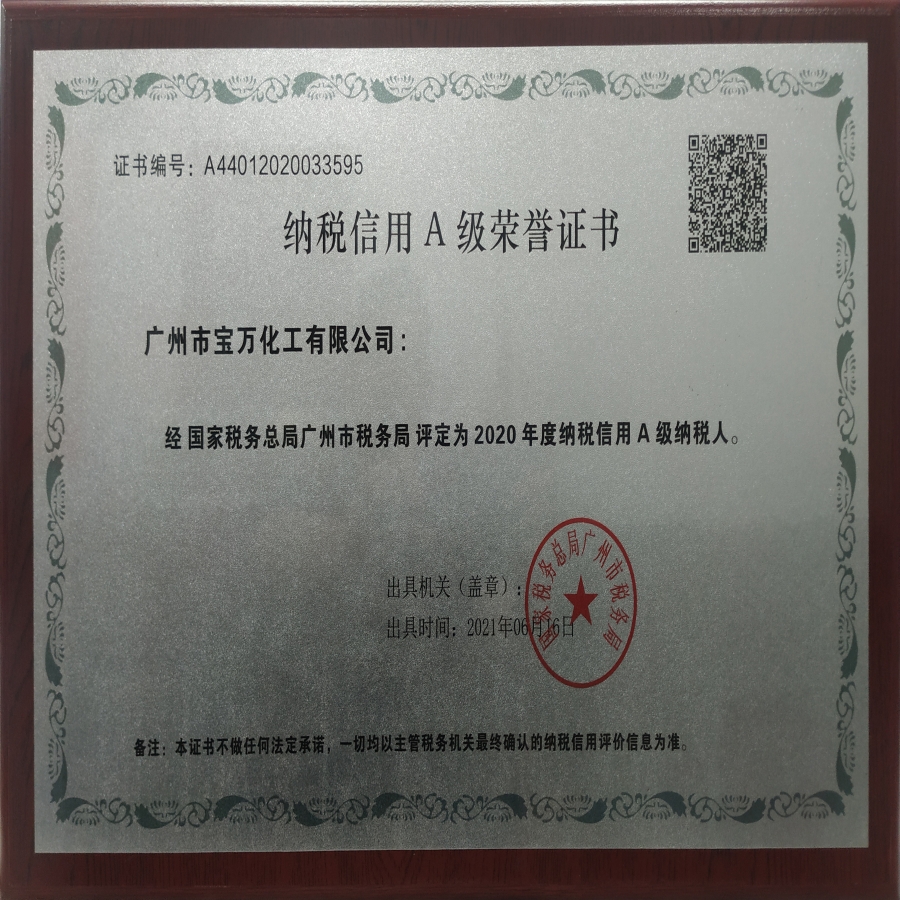 证书编号：A44012020033595
纳税信用A级荣誉证书
广州市宝万化工有限公司：
经 国家税务总局广州市税务局 评定为 2020 年度纳税信用 A 级纳税人。
出具机关（盖章）：
出具时间：2021年06月16日
国家税务总局广州市税务局
备注：本证书不做任何法定承诺，一切均以主管税务机关最终确认的纳税信用评价信息为准。